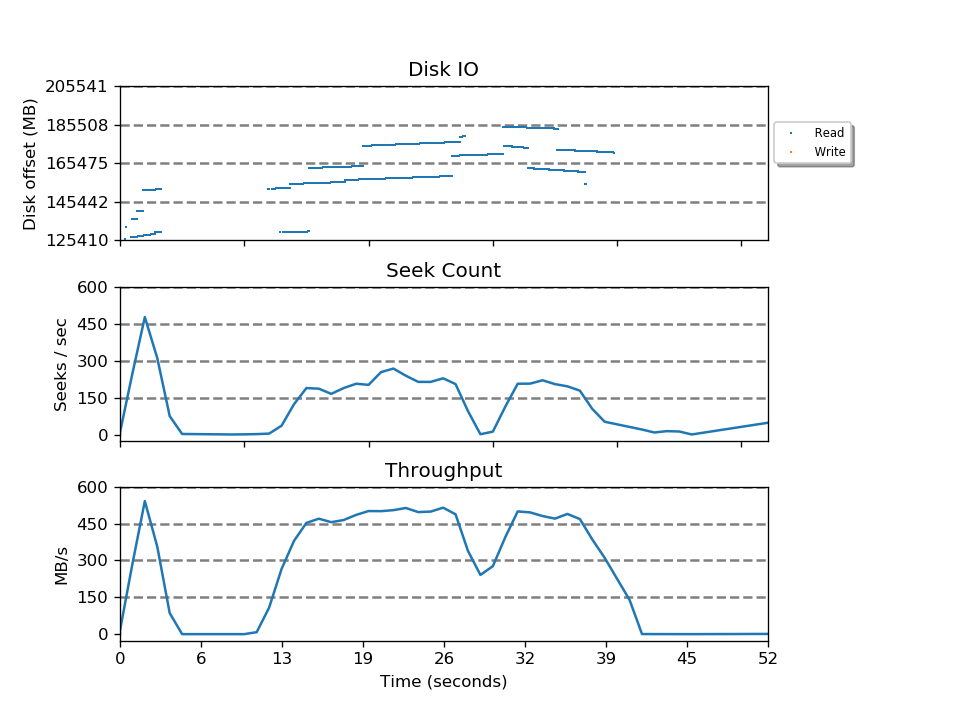 Disk IO
205541
185508
165475
145442
125410
Disk offset (MB)
Read
Write
Seek Count
600
450
300
150
0
Seeks / sec
Throughput
600
450
300
150
0
MB/s
0 6 13 19 26 32 39 45 52
Time (seconds)